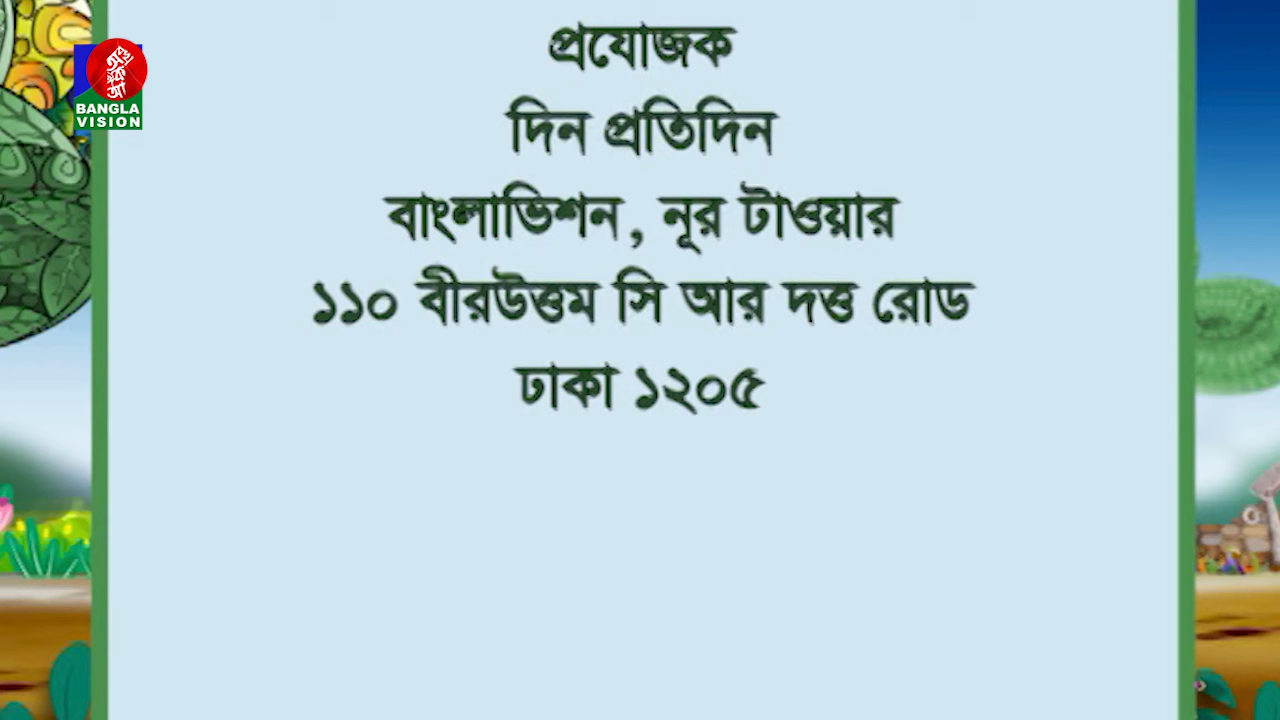 BANGLA
VISION
প্রযোজক
দিন প্রতিদিন
বাংলাভিশন, নূর টাওয়ার
১১০ বীরউত্তম সি আর দত্ত রোড
ঢাকা ১২০৫